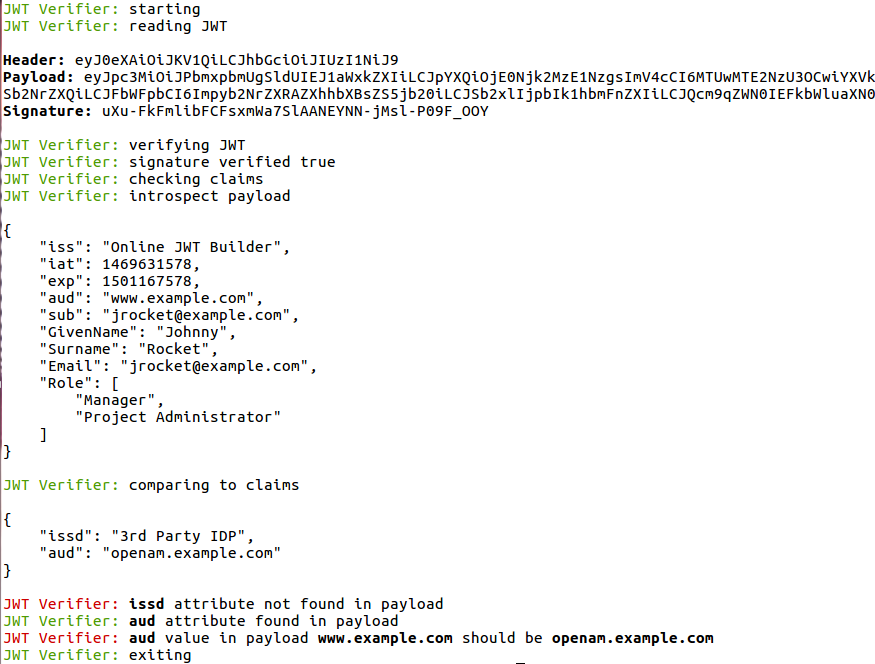 JWT Verifier: starting
JWT Verifier: reading JWT
Header: eyJ0eXAiOiJKV1QiLCJhbGciOiJIUzI1NiJ9
Payload: eyJpc3MiOiJPbmxpbmUgSldUIEJ1aWxkZXIiLCJpYXQiOjE0Njk2MzE1NzgsImV4cCI6MTUwMTE2NzU3OCwiYXVk
Sb2NrZXQiLCJFbWFpbCI6Impyb2NrZXRAZXhhbXBsZS5jb20iLCJSb2xlIjpbIk1hbmFnZXIiLCJQcm9qZWN0IEFkbWluaXN0
Signature: uXu-FkFmlibFCFsxmWa7SlAANEYNN-jMsl-P09F_OOY
JWT Verifier: verifying JWT
JWT Verifier: signature verified true
JWT Verifier: checking claims
JWT Verifier: introspect payload
{
    "iss": "Online JWT Builder",
    "iat": 1469631578,
    "exp": 1501167578,
    "aud": "www.example.com",
    "sub": "jrocket@example.com",
    "GivenName": "Johnny",
    "Surname": "Rocket",
    "Email": "jrocket@example.com",
    "Role": [
        "Manager",
        "Project Administrator"
    ]
}
JWT Verifier: comparing to claims
{
    "issd": "3rd Party IDP",
    "aud": "openam.example.com"
}
JWT Verifier: issd attribute not found in payload
JWT Verifier: aud attribute found in payload
JWT Verifier: aud value in payload www.example.com should be openam.example.com
JWT Verifier: exiting